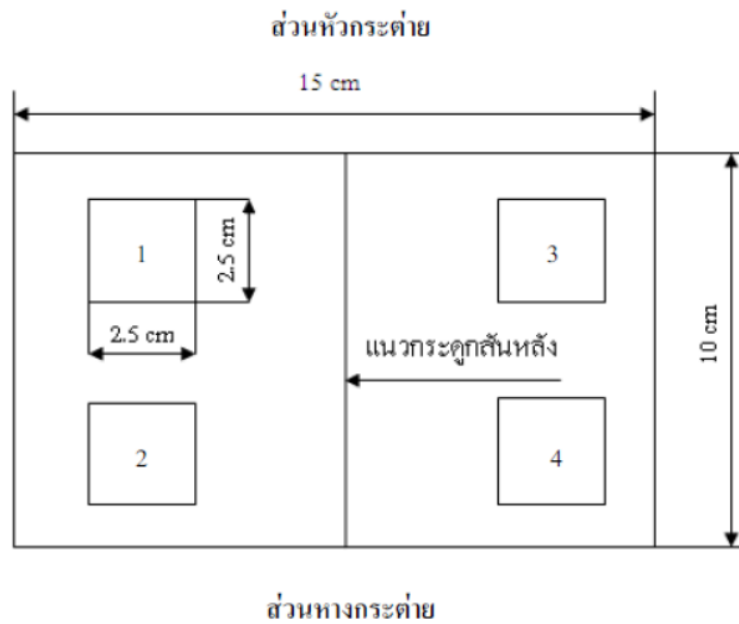 ส่วนหัวกระต่าย
15 cm
1
2.5 cm
3
2.5 cm
แนวกระดูกสันหลัง
10 cm
2
4
ส่วนหางกระต่าย